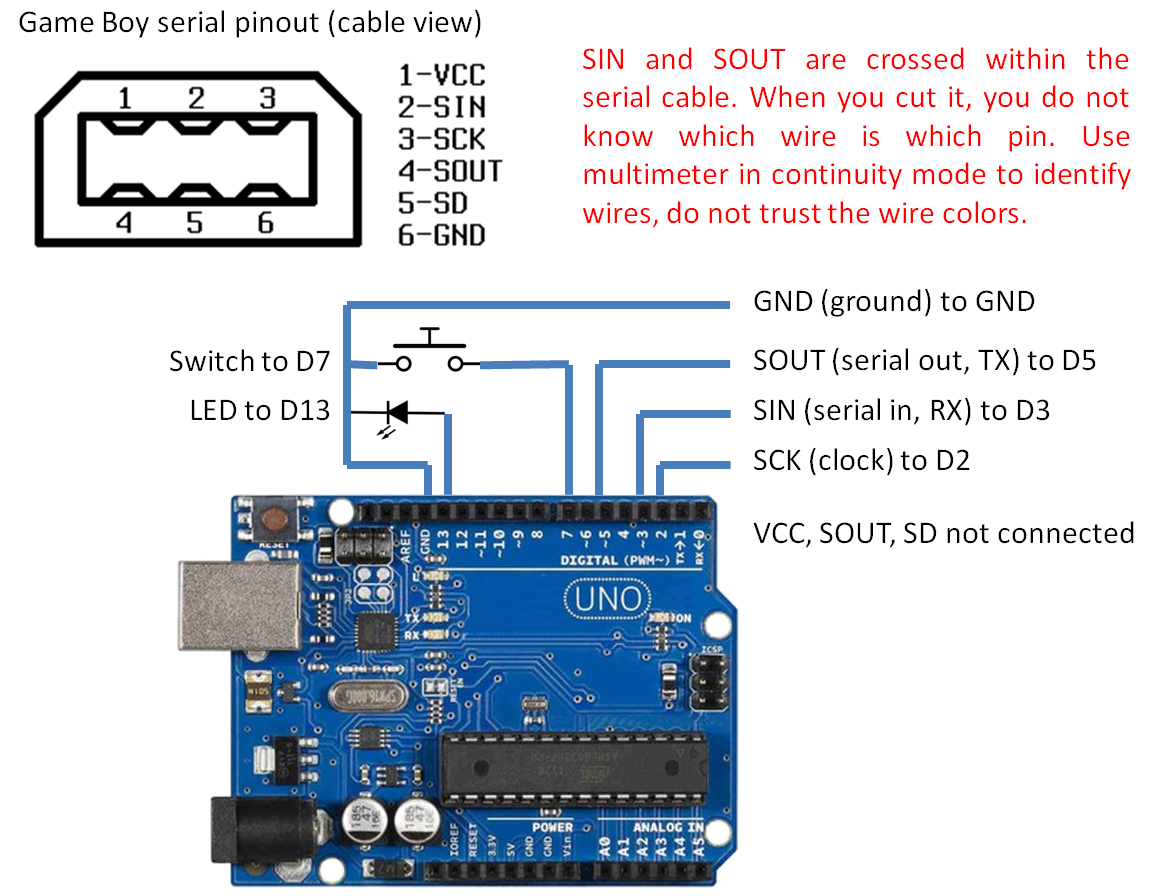 Game Boy serial pinout (cable view)
1 2 3
4 5 6
1-VCC
2-SIN
3-SCK
4-SOUT
5-SD
6-GND
SIN and SOUT are crossed within the
serial cable. When you cut it, you do not
know which wire is which pin. Use
multimeter in continuity mode to identify
wires, do not trust the wire colors.
GND (ground) to GND
Switch to D7
SOUT (serial out, TX) to D5
LED to D13
SIN (serial in, RX) to D3
SCK (clock) to D2
VCC, SOUT, SD not connected
RESET
AREF
GND
13
12
~11
~10
~9
8
7
~6
~5
4
~3
2
TX→1
RX←0
DIGITAL (PWM~)
UNO
TX
RX
ON
ICSP
RESET
EN
IOREF
RESET
3.3V
5V
GND
GND
Vin
POWER
ANALOG IN
A0
A1
A2
A3
A4
A5